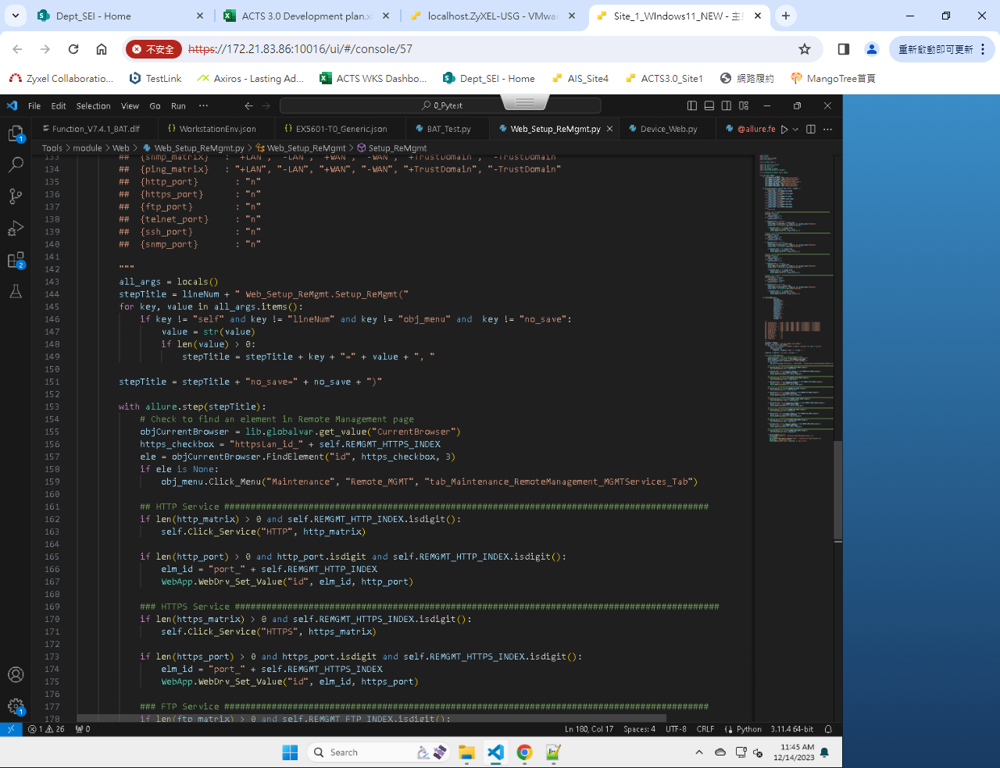 Dept_SEI - Home
ACTS 3.0 Development plan.xl
localhost.ZyXEL-USG - VMwa
Site_1_WIndows11_NEW - 主
不安全
https://172.21.83.86:10016/ui/#/console/57
重新啟動即可更新
Zyxel Collaboratio...
TestLink
Axiros - Lasting Ad...
ACTS WKS Dashbo...
Dept_SEI - Home
AIS_Site4
ACTS3.0_Site1
網路履約
MangoTree首頁
File Edit Selection View Go Run ···
0_Pytest
Function_V7.4.1_BAT.dlf
WorkstationEnv.json
EX5601-T0_Generic.json
BAT_Test.py
Web_Setup_ReMgmt.py
Device_Web.py
@allure.fe
Tools > module > Web > Web_Setup_ReMgmt.py > Web_Setup_ReMgmt > Setup_ReMgmt
133 ## {snmp_matrix} : "+LAN", "-LAN", "+WAN", "-WAN", "+TrustDomain", "-TrustDomain"
134 ## {ping_matrix} : "+LAN", "-LAN", "+WAN", "-WAN", "+TrustDomain", "-TrustDomain"
135 ## {http_port} : "n"
136 ## {https_port} : "n"
137 ## {ftp_port} : "n"
138 ## {telnet_port} : "n"
139 ## {ssh_port} : "n"
140 ## {snmp_port} : "n"
141
142 """
143 all_args = locals()
144 stepTitle = lineNum + " Web_Setup_ReMgmt.Setup_ReMgmt("
145 for key, value in all_args.items():
146 if key != "self" and key != "lineNum" and key != "obj_menu" and  key != "no_save":
147 value = str(value)
148 if len(value) > 0:
149 stepTitle = stepTitle + key + "=" + value + ", "
150
151 stepTitle = stepTitle + "no_save=" + no_save + ")"
152
153 with allure.step(stepTitle):
154 # Check to find an element in Remote Management page
155 objCurrentBrowser = lib.globalvar.get_value("CurrentBrowser")
156 https_checkbox = "httpsLan_id_" + self.REMGMT_HTTPS_INDEX
157 ele = objCurrentBrowser.FindElement("id", https_checkbox, 3)
158 if ele is None:
159 obj_menu.Click_Menu("Maintenance", "Remote_MGMT", "tab_Maintenance_RemoteManagement_MGMTServices_Tab")
160
161 ## HTTP Service ############################################################################################
162 if len(http_matrix) > 0 and self.REMGMT_HTTP_INDEX.isdigit():
163 self.Click_Service("HTTP", http_matrix)
164
165 if len(http_port) > 0 and http_port.isdigit and self.REMGMT_HTTP_INDEX.isdigit():
166 elm_id = "port_" + self.REMGMT_HTTP_INDEX
167 WebApp.WebDrv_Set_Value("id", elm_id, http_port)
168
169 ### HTTPS Service ############################################################################################
170 if len(https_matrix) > 0 and self.REMGMT_HTTPS_INDEX.isdigit():
171 self.Click_Service("HTTPS", https_matrix)
172
173 if len(https_port) > 0 and https_port.isdigit and self.REMGMT_HTTPS_INDEX.isdigit():
174 elm_id = "port_" + self.REMGMT_HTTPS_INDEX
175 WebApp.WebDrv_Set_Value("id", elm_id, https_port)
176
177 ### FTP Service ############################################################################################
178 if len(ftp_matrix) > 0 and self.REMGMT_FTP_INDEX.isdigit():
1 26 0
Ln 180, Col 17 Spaces: 4 UTF-8 CRLF Python 3.11.4 64-bit
Search
11:45 AM
12/14/2023